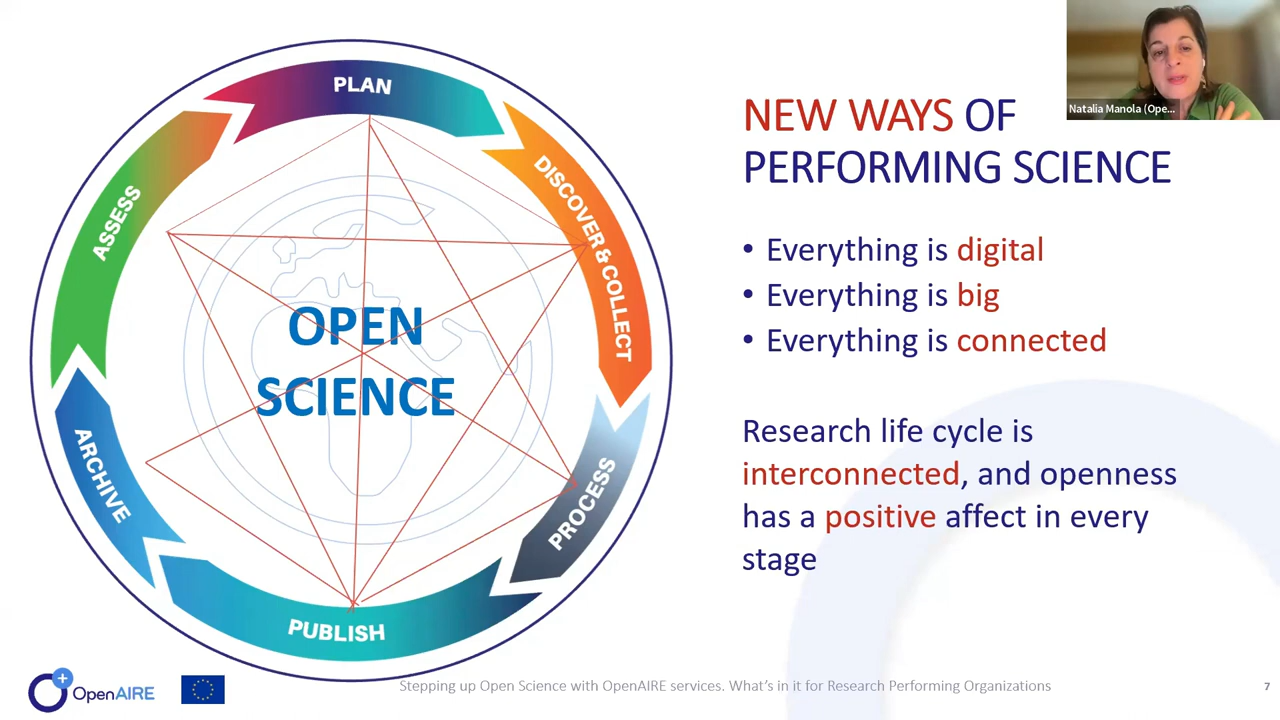 PLAN
DISCOVER & COLLECT
PROCESS
PUBLISH
ARCHIVE
ASSESS
OPEN
SCIENCE
Natalia Manola (Ope...
NEW WAYS OF
PERFORMING SCIENCE
• Everything is digital
• Everything is big
• Everything is connected
Research life cycle is
interconnected, and openness
has a positive affect in every
stage
OpenAIRE
Stepping up Open Science with OpenAIRE services. What's in it for Research Performing Organizations
7